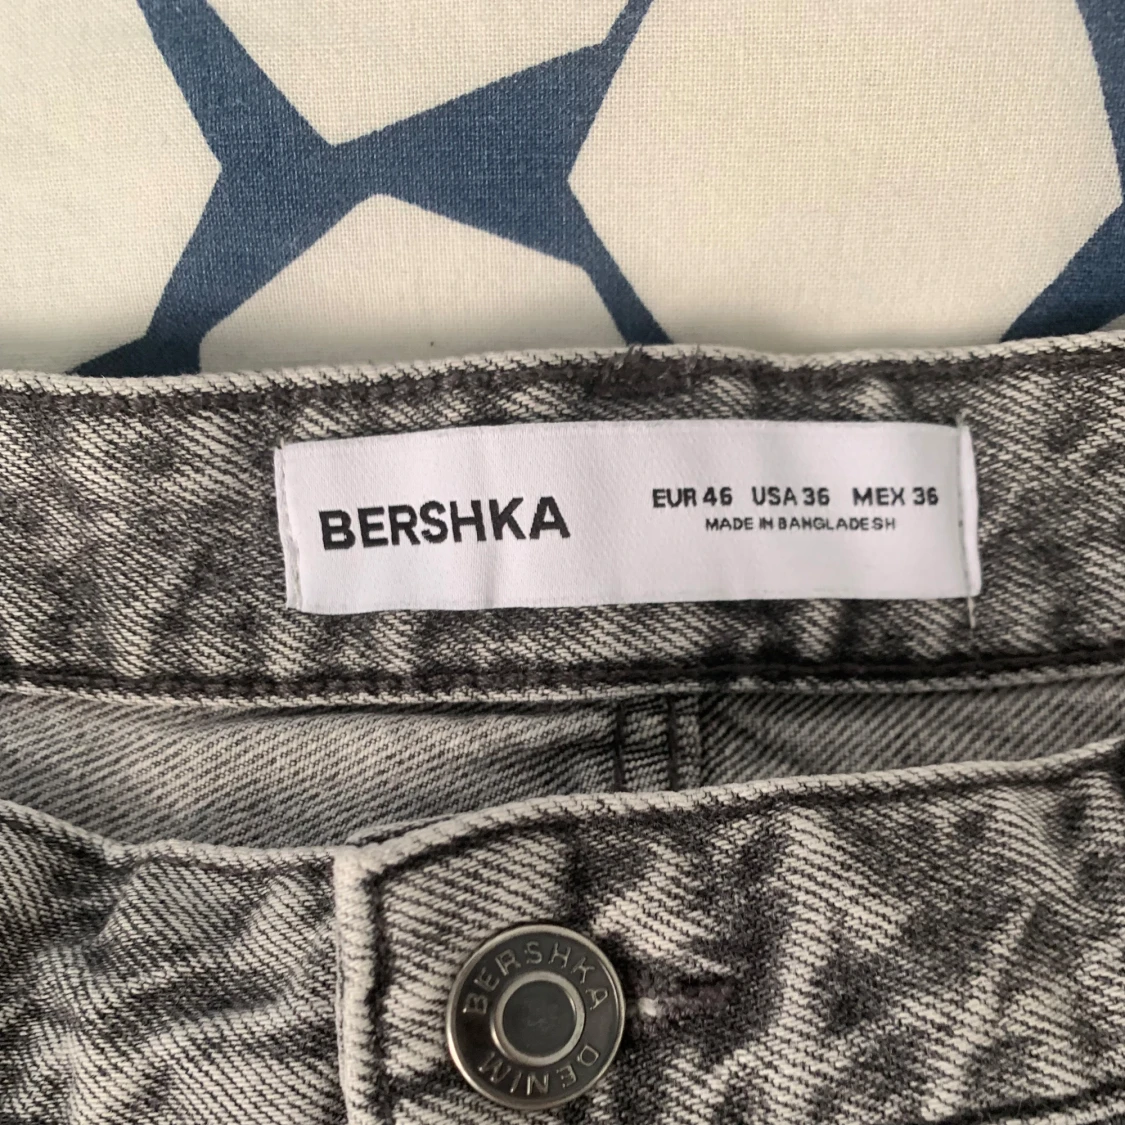 BERSHKA
EUR 46 USA 36 MEX 36
MADE IN BANGLADESH
BERSHKA
DENIM